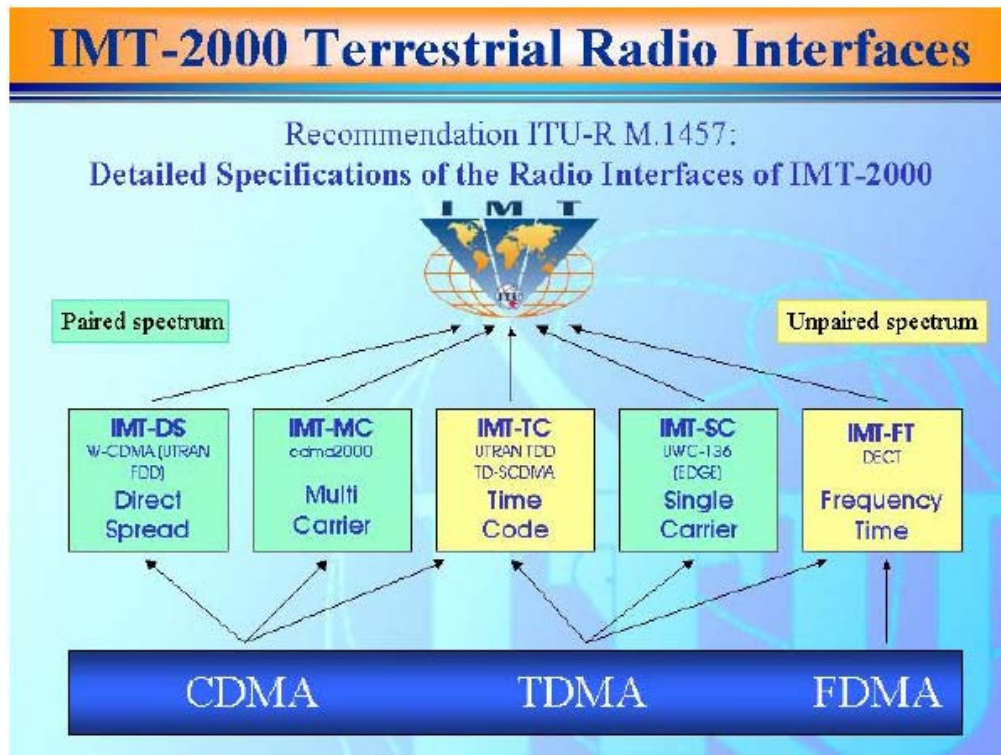 IMT-2000 Terrestrial Radio Interfaces
Recommendation ITU-R M.1457:
Detailed Specifications of the Radio Interfaces of IMT-2000
I M T
ITU
Paired spectrum
Unpaired spectrum
IMT-DS
W-CDMA (UTRAN
FDD)
Direct
Spread
IMT-MC
cdma2000
Multi
Carrier
IMT-TC
UTRAN TDD
TD-SCDMA
Time
Code
IMT-SC
UWC-136
(EDGE)
Single
Carrier
IMT-FT
DECT
Frequency
Time
CDMA
TDMA
FDMA